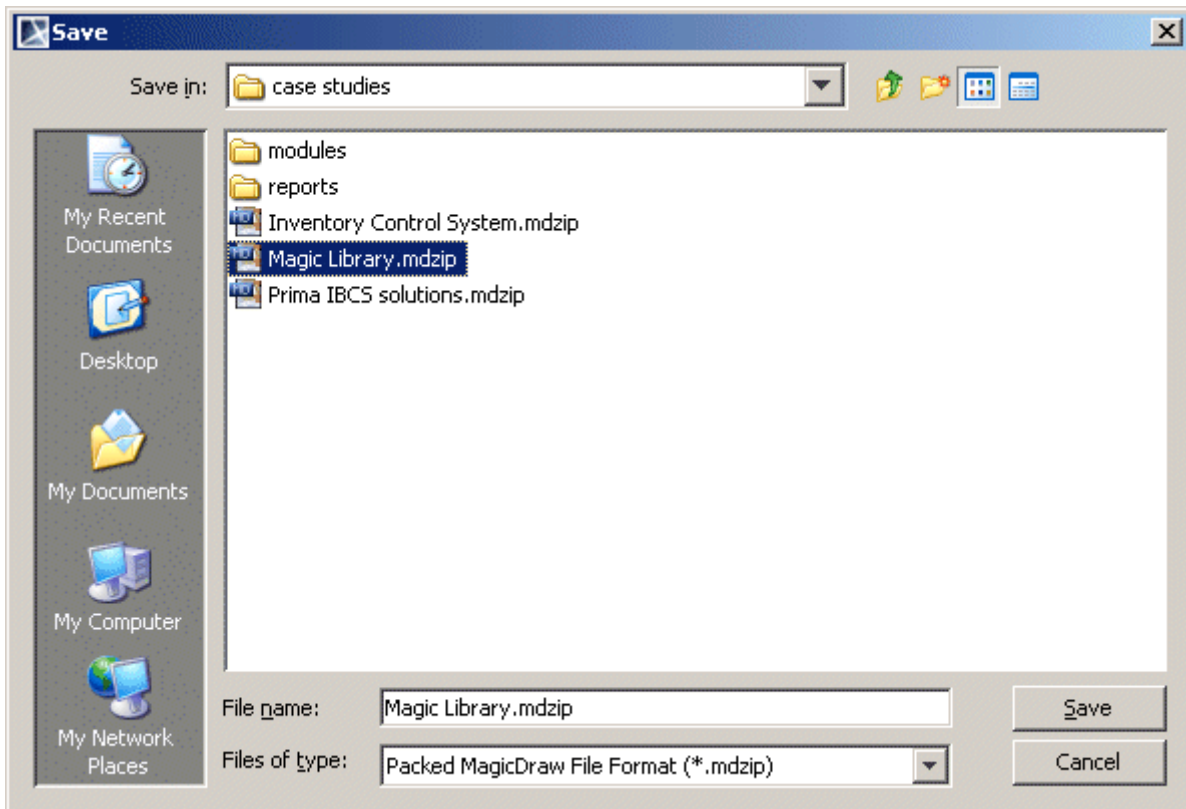 Save
Save in:
case studies
My Recent
Documents
Desktop
My Documents
My Computer
My Network
Places
modules
reports
Inventory Control System.mdzip
Magic Library.mdzip
Prima IBCS solutions.mdzip
File name:
Magic Library.mdzip
Save
Files of type:
Packed MagicDraw File Format (*.mdzip)
Cancel